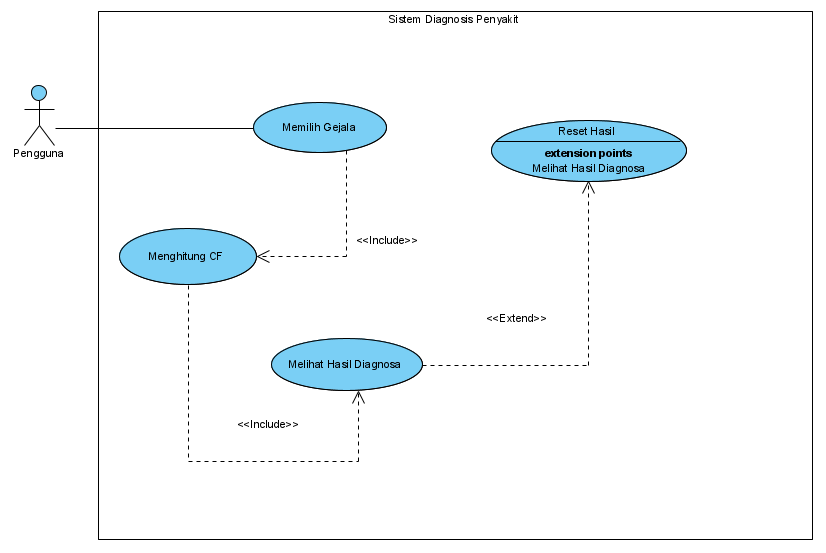 Sistem Diagnosis Penyakit
Pengguna
Memilih Gejala
Reset Hasil
extension points
Melihat Hasil Diagnosa
<<Include>>
Menghitung CF
<<Extend>>
Melihat Hasil Diagnosa
<<Include>>